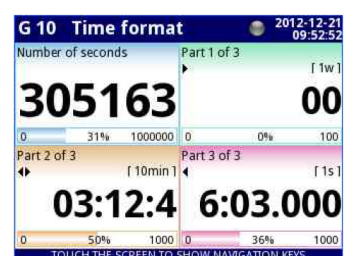 G 10 Time format 2012-12-21
09:52:52
Number of seconds
305163
0 31% 1000000
Part 1 of 3
[ 1w ]
00
0 0% 100
Part 2 of 3
[ 10min ]
03:12:4
0 50% 1000
Part 3 of 3
[ 1s ]
6:03.000
0 36% 1000
TOUCH THE SCREEN TO SHOW NAVIGATION KEYS